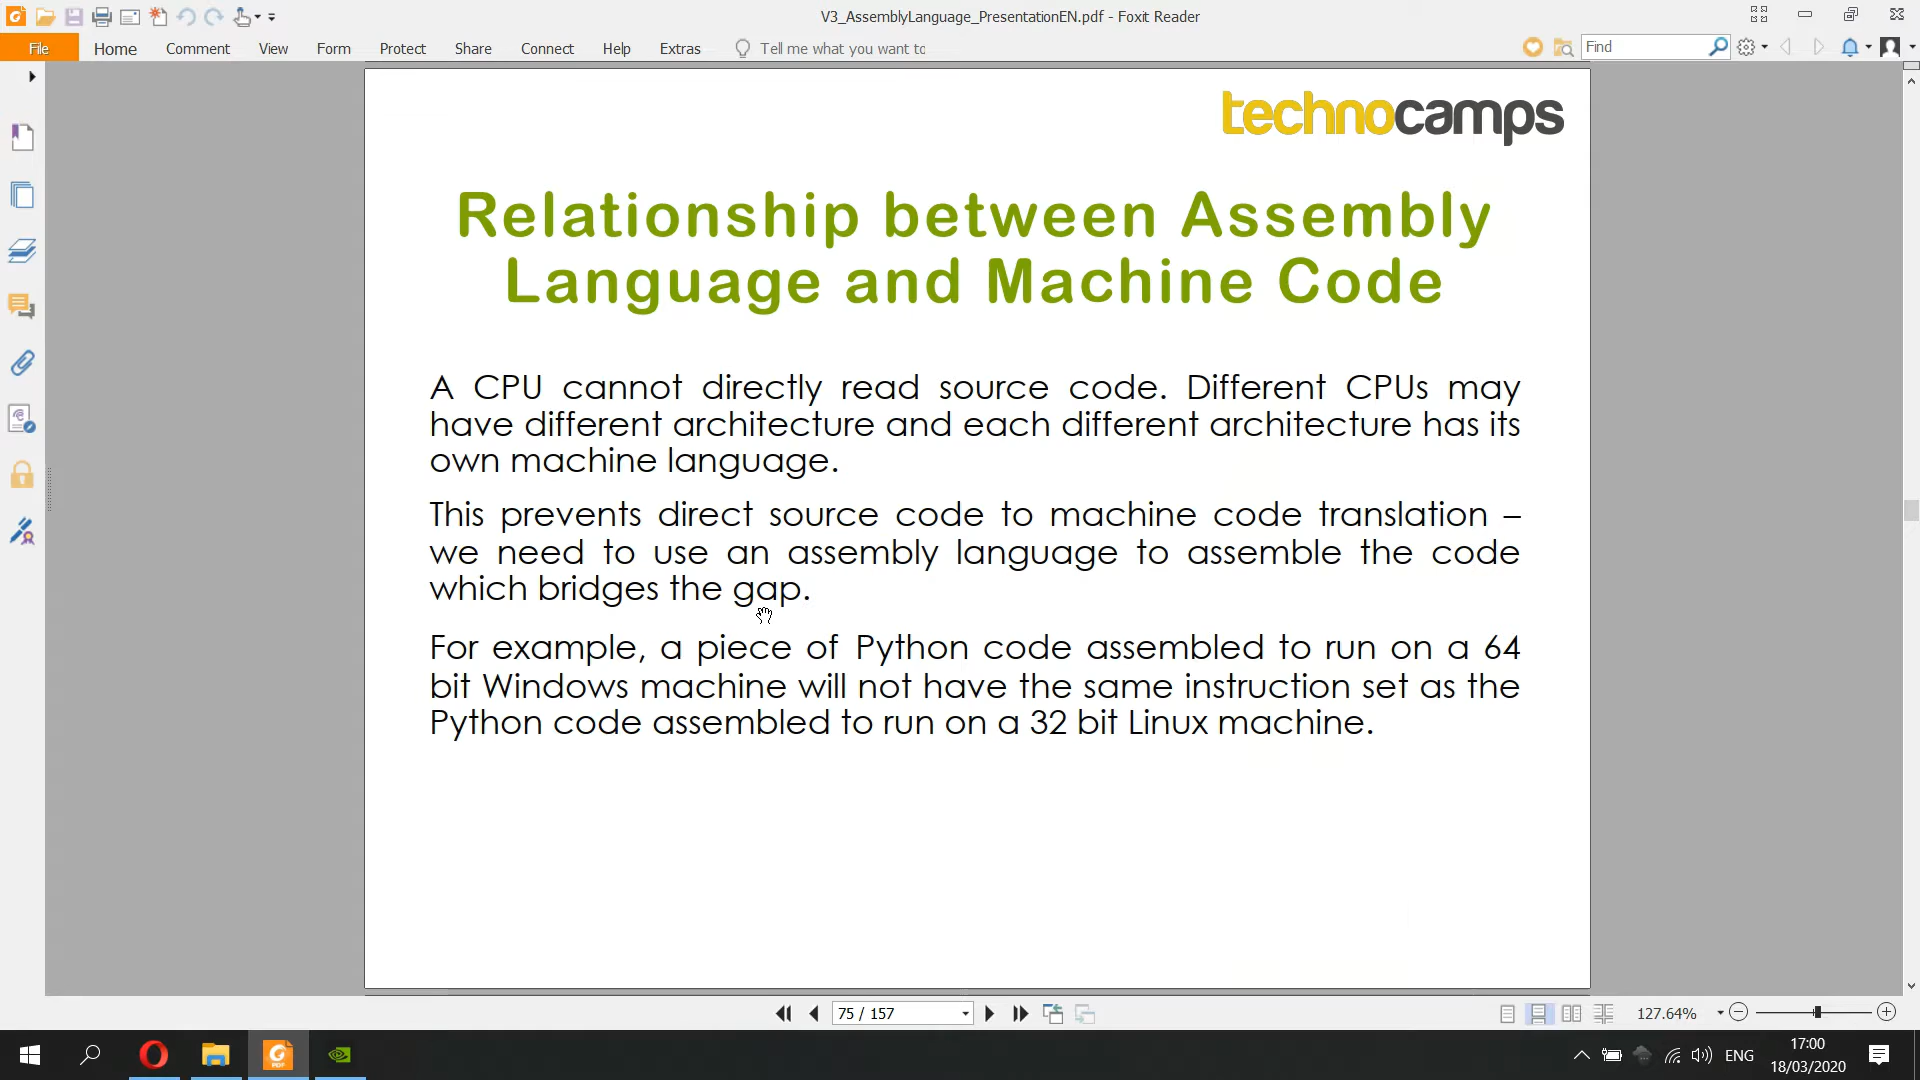 V3_AssemblyLanguage_PresentationEN.pdf - Foxit Reader
File Home Comment View Form Protect Share Connect Help Extras Tell me what you want to Find
technocamps
Relationship between Assembly
Language and Machine Code
A CPU cannot directly read source code. Different CPUs may
have different architecture and each different architecture has its
own machine language.
This prevents direct source code to machine code translation –
we need to use an assembly language to assemble the code
which bridges the gap.
For example, a piece of Python code assembled to run on a 64
bit Windows machine will not have the same instruction set as the
Python code assembled to run on a 32 bit Linux machine.
75 / 157 127.64%
ENG 17:00
18/03/2020